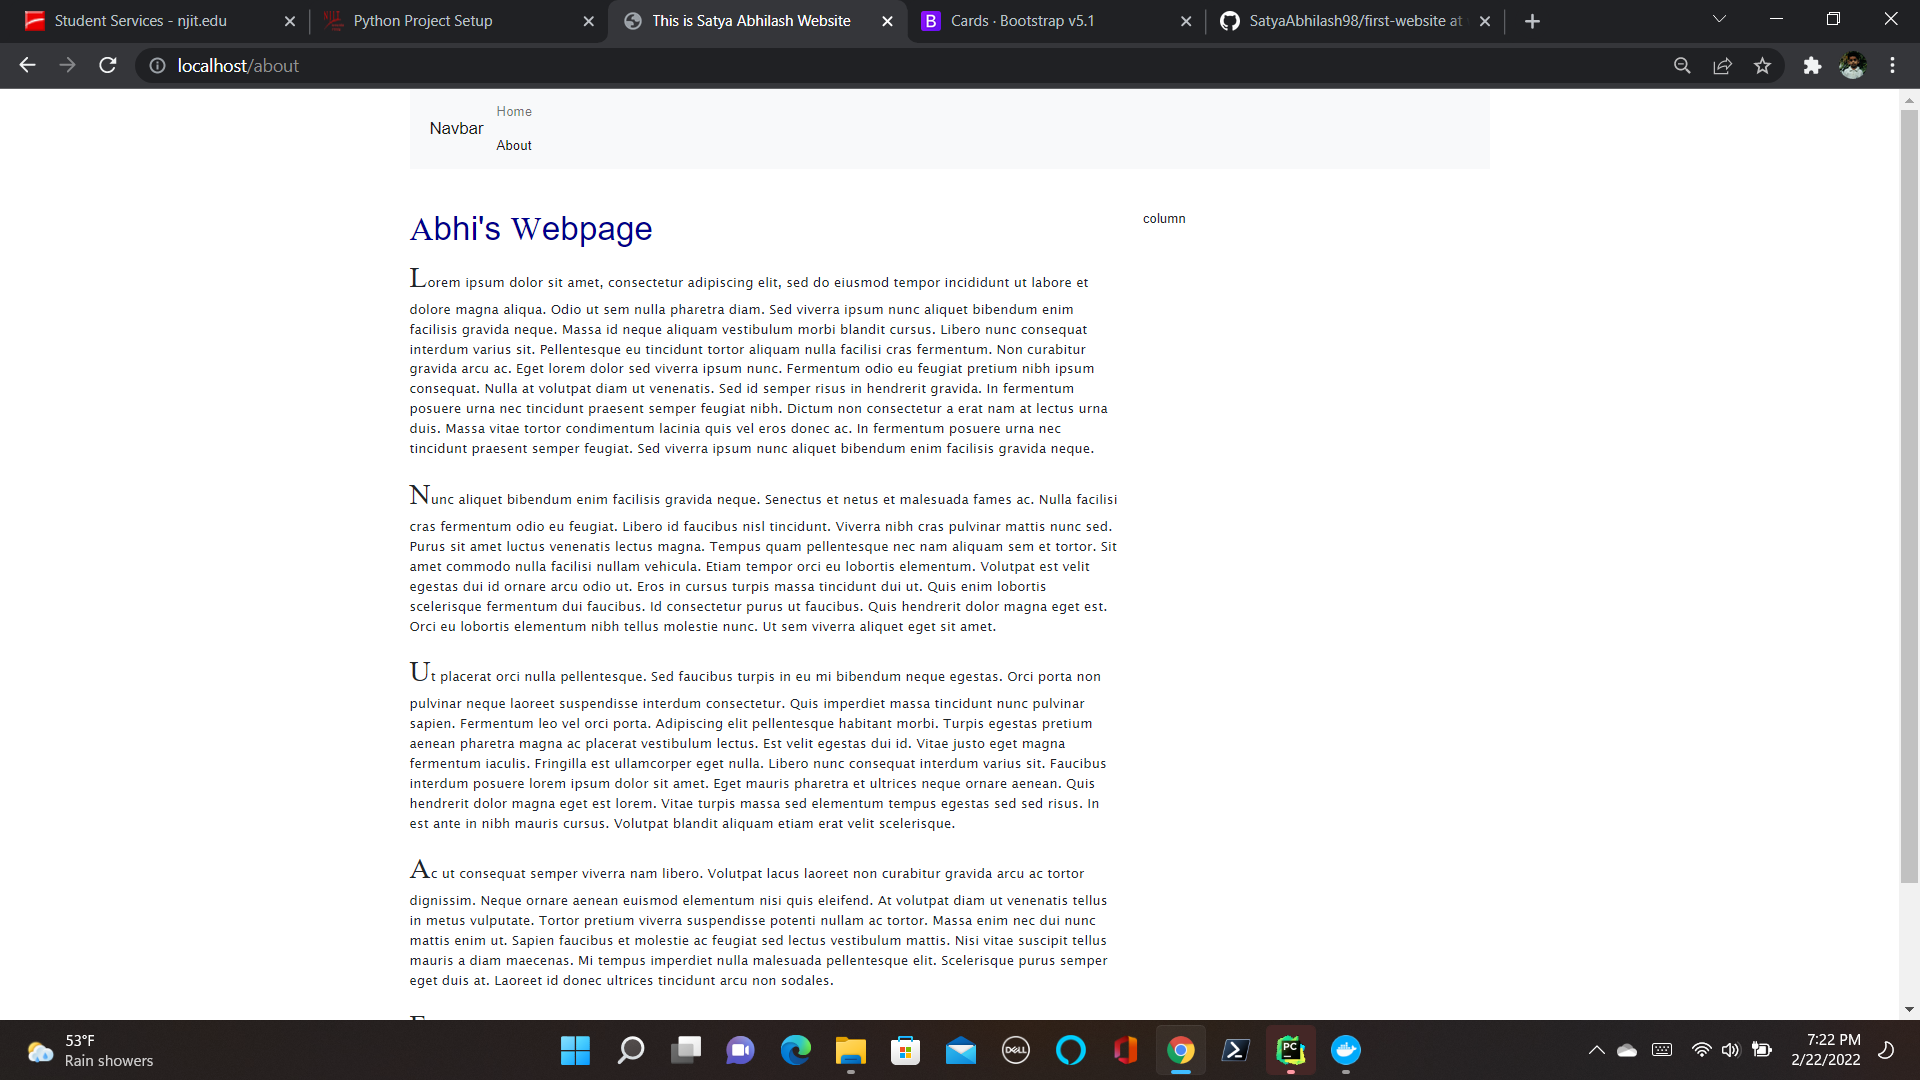 Student Services - njit.edu
Python Project Setup
This is Satya Abhilash Website
B Cards · Bootstrap v5.1
SatyaAbhilash98/first-website at
localhost/about
Home
Navbar
About
Abhi's Webpage
column
Lorem ipsum dolor sit amet, consectetur adipiscing elit, sed do eiusmod tempor incididunt ut labore et
dolore magna aliqua. Odio ut sem nulla pharetra diam. Sed viverra ipsum nunc aliquet bibendum enim
facilisis gravida neque. Massa id neque aliquam vestibulum morbi blandit cursus. Libero nunc consequat
interdum varius sit. Pellentesque eu tincidunt tortor aliquam nulla facilisi cras fermentum. Non curabitur
gravida arcu ac. Eget lorem dolor sed viverra ipsum nunc. Fermentum odio eu feugiat pretium nibh ipsum
consequat. Nulla at volutpat diam ut venenatis. Sed id semper risus in hendrerit gravida. In fermentum
posuere urna nec tincidunt praesent semper feugiat nibh. Dictum non consectetur a erat nam at lectus urna
duis. Massa vitae tortor condimentum lacinia quis vel eros donec ac. In fermentum posuere urna nec
tincidunt praesent semper feugiat. Sed viverra ipsum nunc aliquet bibendum enim facilisis gravida neque.
Nunc aliquet bibendum enim facilisis gravida neque. Senectus et netus et malesuada fames ac. Nulla facilisi
cras fermentum odio eu feugiat. Libero id faucibus nisl tincidunt. Viverra nibh cras pulvinar mattis nunc sed.
Purus sit amet luctus venenatis lectus magna. Tempus quam pellentesque nec nam aliquam sem et tortor. Sit
amet commodo nulla facilisi nullam vehicula. Etiam tempor orci eu lobortis elementum. Volutpat est velit
egestas dui id ornare arcu odio ut. Eros in cursus turpis massa tincidunt dui ut. Quis enim lobortis
scelerisque fermentum dui faucibus. Id consectetur purus ut faucibus. Quis hendrerit dolor magna eget est.
Orci eu lobortis elementum nibh tellus molestie nunc. Ut sem viverra aliquet eget sit amet.
Ut placerat orci nulla pellentesque. Sed faucibus turpis in eu mi bibendum neque egestas. Orci porta non
pulvinar neque laoreet suspendisse interdum consectetur. Quis imperdiet massa tincidunt nunc pulvinar
sapien. Fermentum leo vel orci porta. Adipiscing elit pellentesque habitant morbi. Turpis egestas pretium
aenean pharetra magna ac placerat vestibulum lectus. Est velit egestas dui id. Vitae justo eget magna
fermentum iaculis. Fringilla est ullamcorper eget nulla. Libero nunc consequat interdum varius sit. Faucibus
interdum posuere lorem ipsum dolor sit amet. Eget mauris pharetra et ultrices neque ornare aenean. Quis
hendrerit dolor magna eget est lorem. Vitae turpis massa sed elementum tempus egestas sed sed risus. In
est ante in nibh mauris cursus. Volutpat blandit aliquam etiam erat velit scelerisque.
Ac ut consequat semper viverra nam libero. Volutpat lacus laoreet non curabitur gravida arcu ac tortor
dignissim. Neque ornare aenean euismod elementum nisi quis eleifend. At volutpat diam ut venenatis tellus
in metus vulputate. Tortor pretium viverra suspendisse potenti nullam ac tortor. Massa enim nec dui nunc
mattis enim ut. Sapien faucibus et molestie ac feugiat sed lectus vestibulum mattis. Nisi vitae suscipit tellus
mauris a diam maecenas. Mi tempus imperdiet nulla malesuada pellentesque elit. Scelerisque purus semper
eget duis at. Laoreet id donec ultrices tincidunt arcu non sodales.
53°F
Rain showers
DELL
PC
7:22 PM
2/22/2022